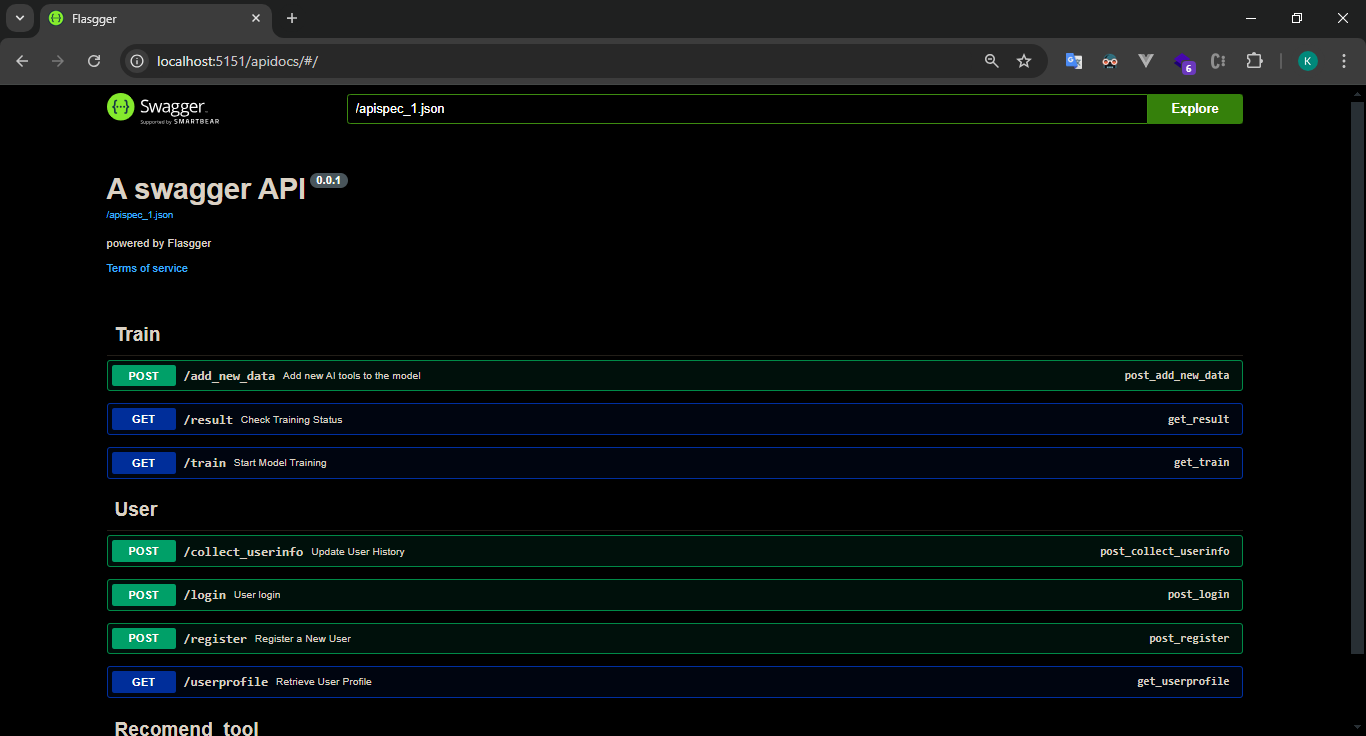 Flasgger
localhost:5151/apidocs/#/
6
K
Swagger
Supported by SMARTBEAR
/apispec_1.json
Explore
A swagger API 0.0.1
/apispec_1.json
powered by Flasgger
Terms of service
Train
POST /add_new_data Add new AI tools to the model post_add_new_data
GET /result Check Training Status get_result
GET /train Start Model Training get_train
User
POST /collect_userinfo Update User History post_collect_userinfo
POST /login User login post_login
POST /register Register a New User post_register
GET /userprofile Retrieve User Profile get_userprofile
Recomend_tool